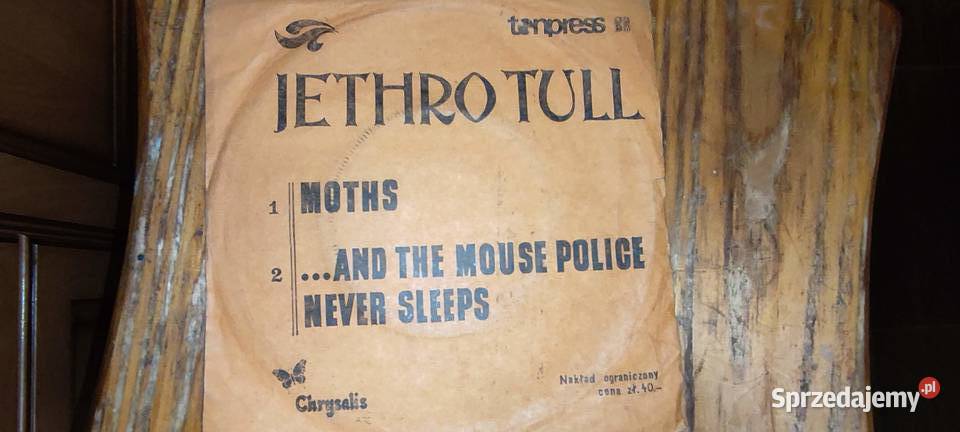 tonpress
JETHRO TULL
1 MOTHS
2 ...AND THE MOUSE POLICE
NEVER SLEEPS
Chrysalis
Nakład ograniczony
cena zł. 40.—
Sprzedajemy.pl